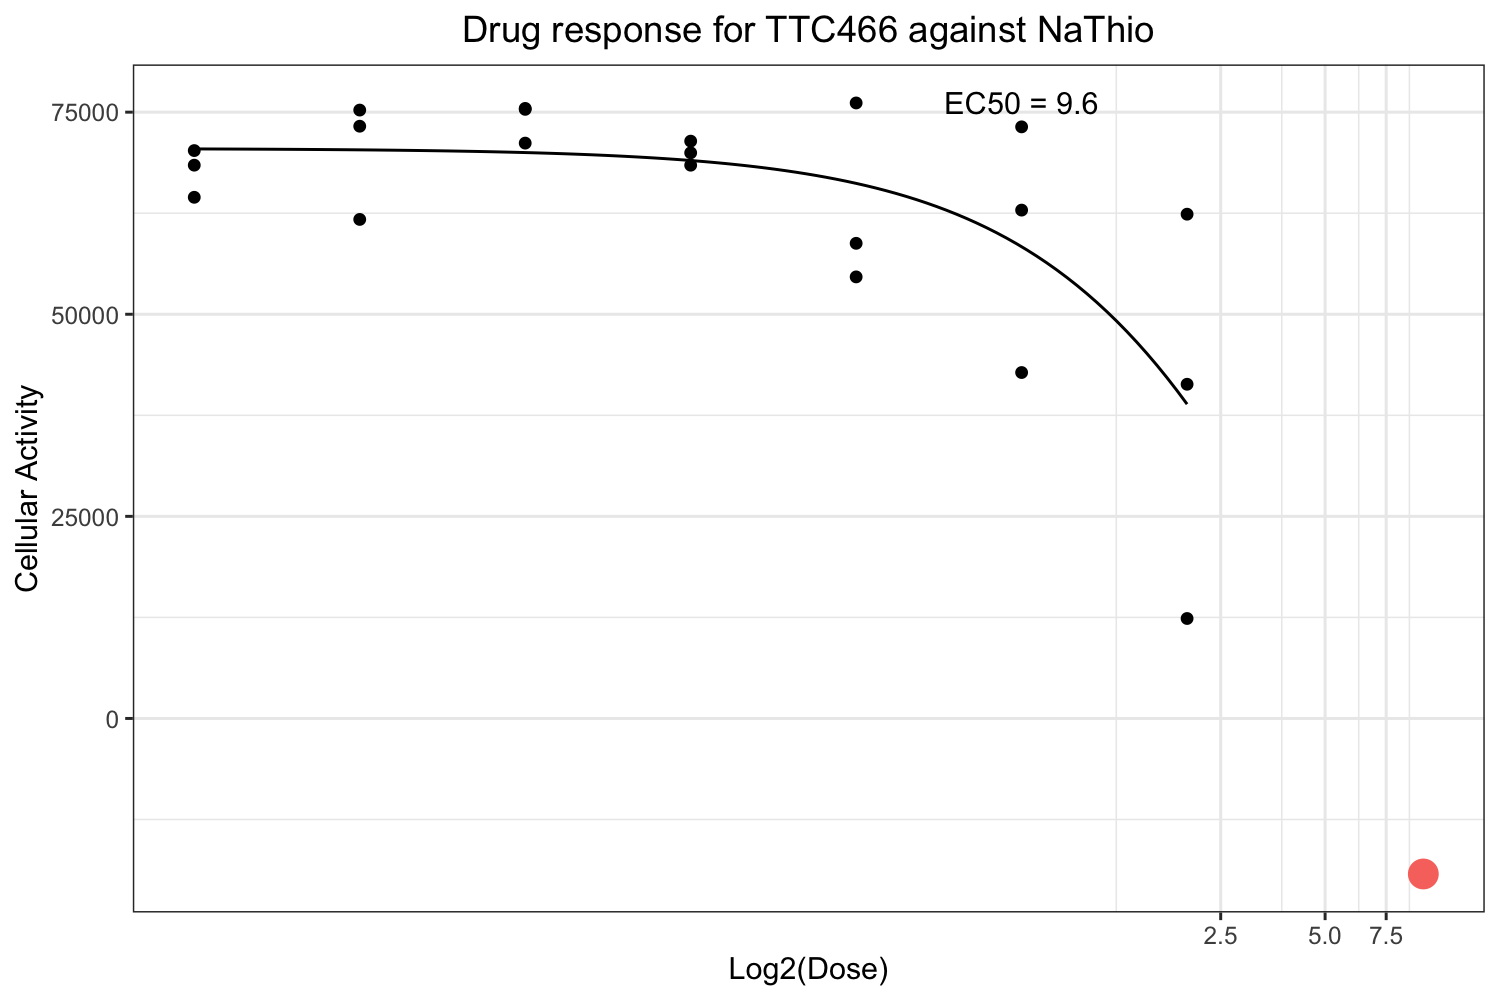 Drug response for TTC466 against NaThio
EC50 = 9.6
75000
50000
25000
0
Cellular Activity
2.5 5.0 7.5
Log2(Dose)